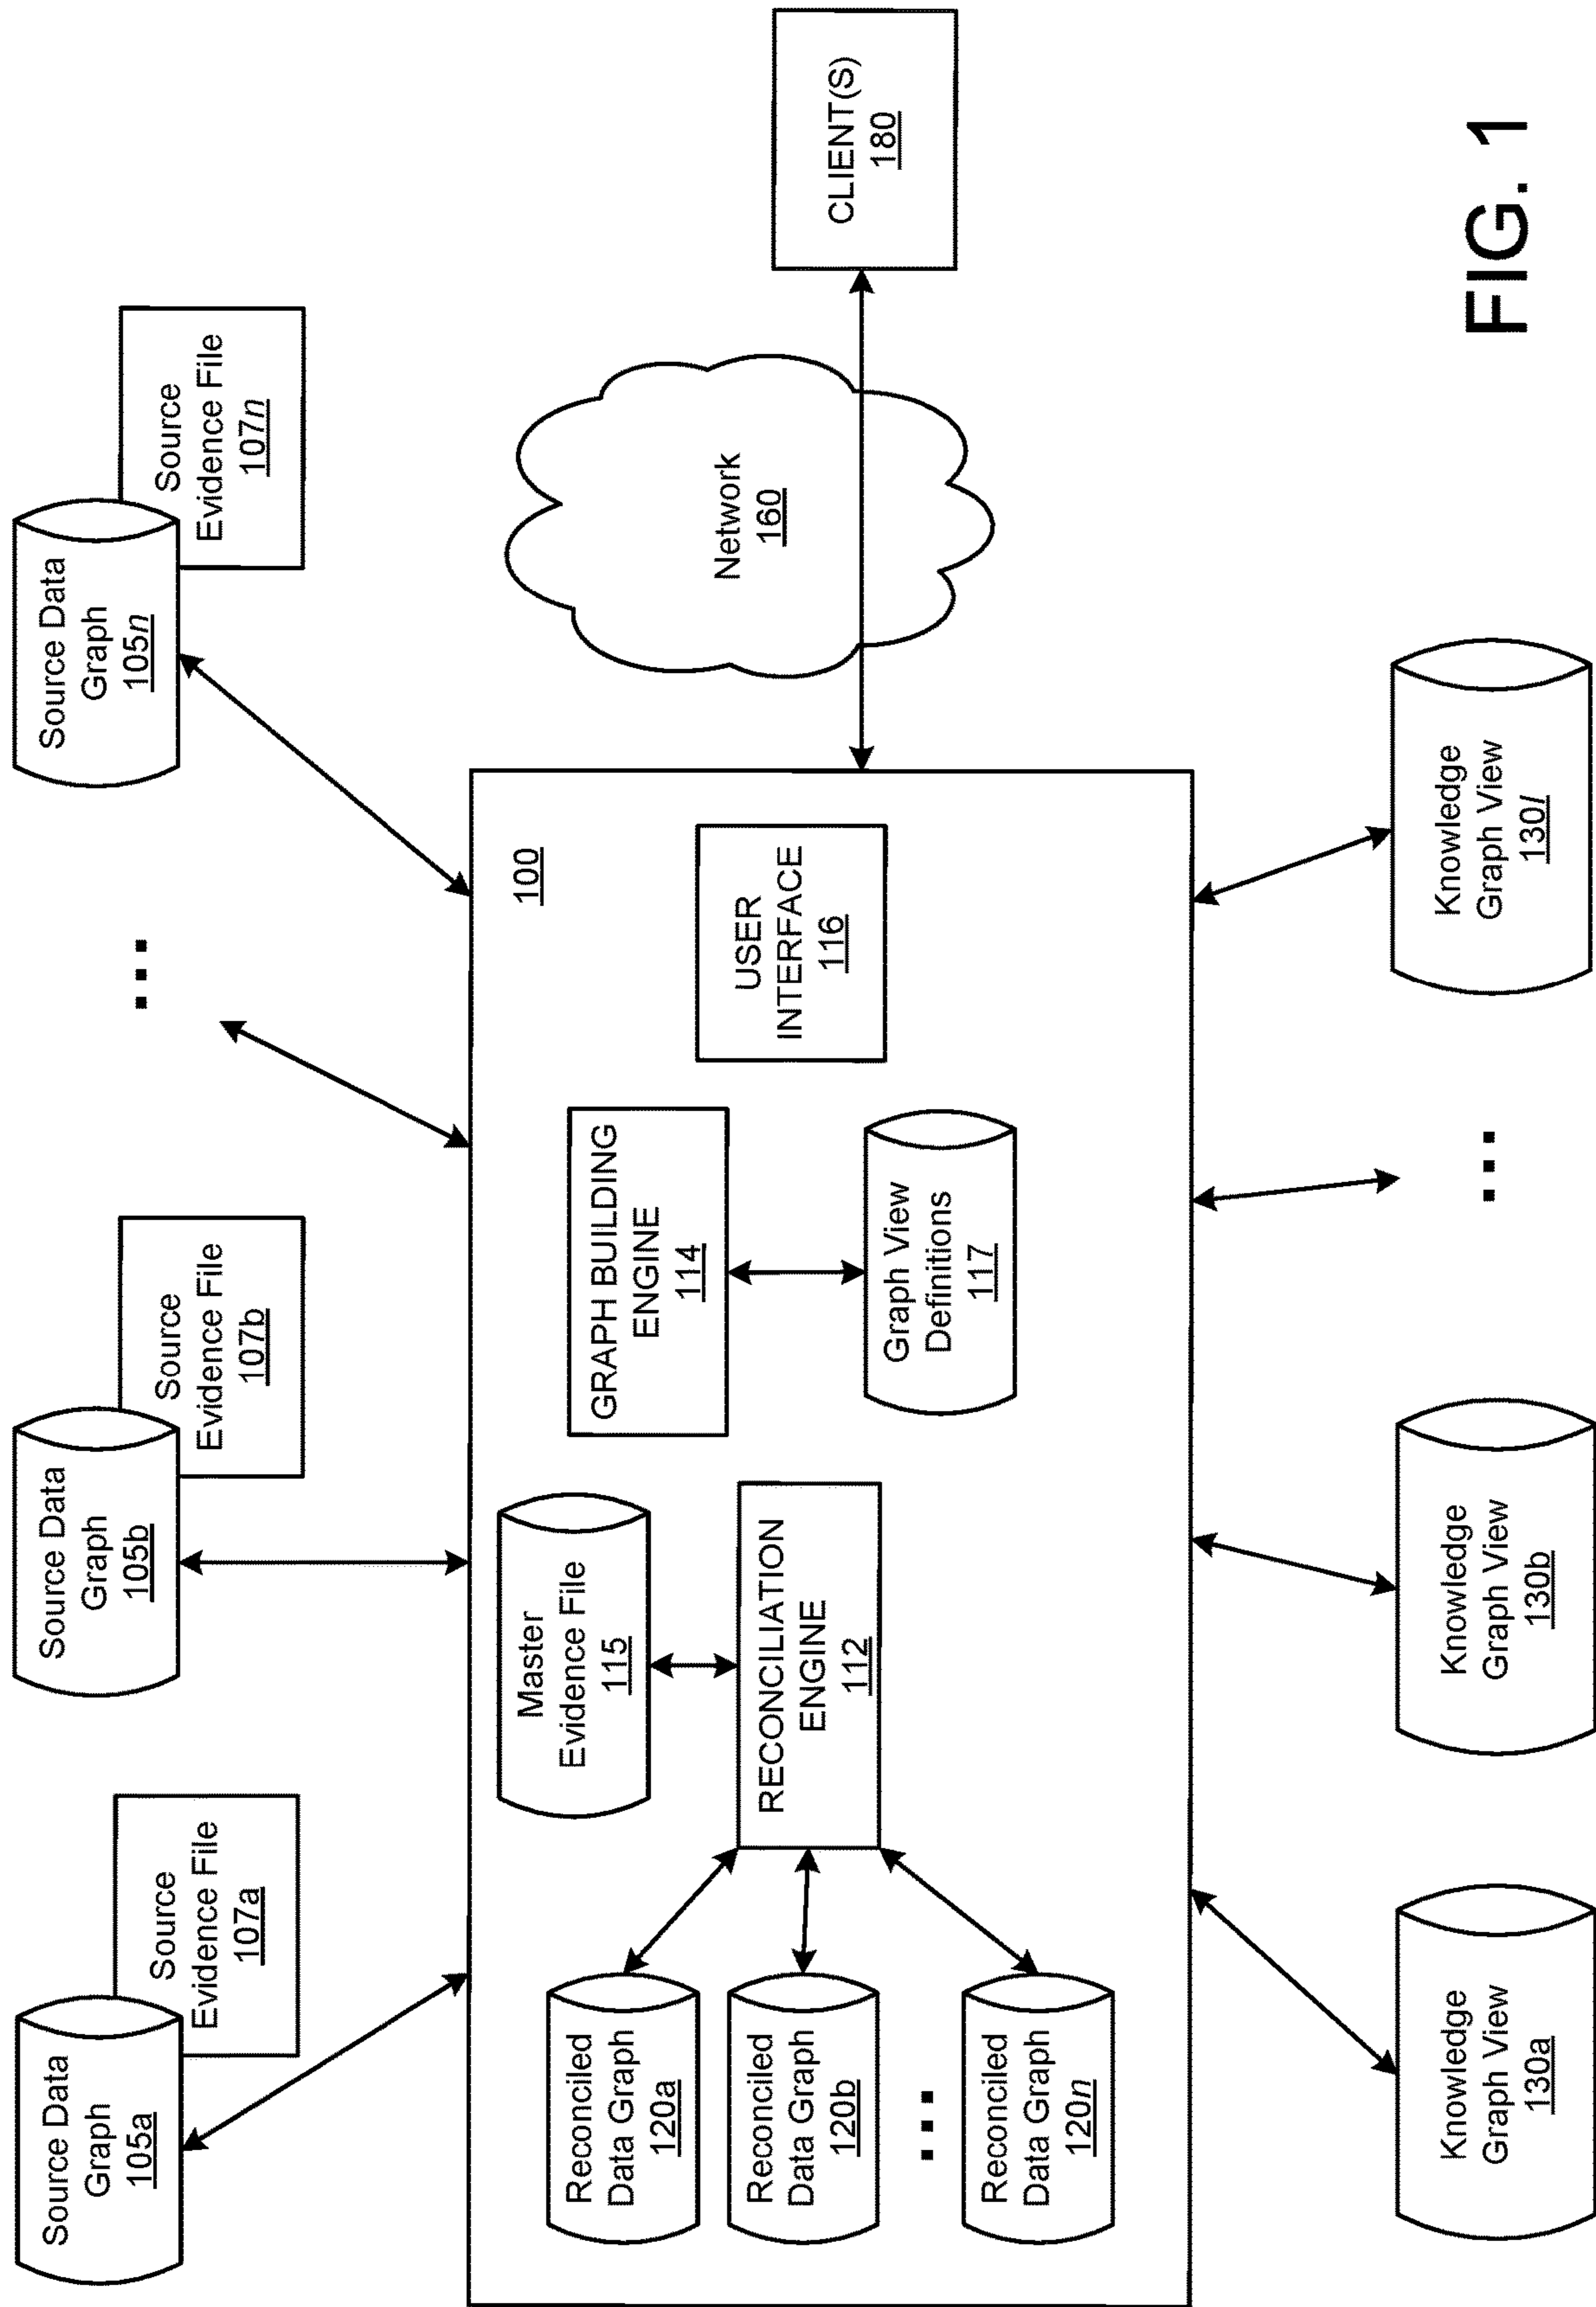 Source Data
Graph
105a
Source
Evidence File
107a
Source Data
Graph
105b
Source
Evidence File
107b
...
Source Data
Graph
105n
Source
Evidence File
107n
100
Master
Evidence File
115
RECONCILIATION
ENGINE
112
Reconciled
Data Graph
120a
Reconciled
Data Graph
120b
...
Reconciled
Data Graph
120n
GRAPH BUILDING
ENGINE
114
Graph View
Definitions
117
USER
INTERFACE
116
Network
160
CLIENT(S)
180
Knowledge
Graph View
130a
Knowledge
Graph View
130b
...
Knowledge
Graph View
130l
FIG. 1